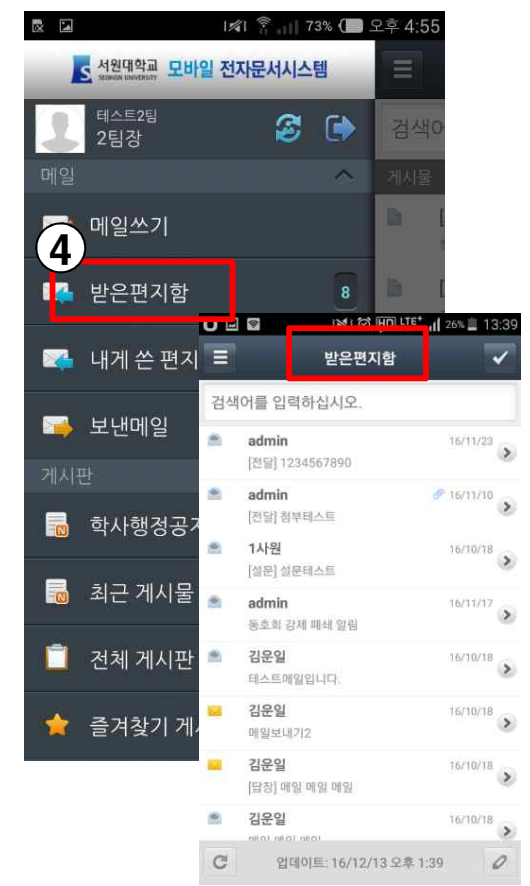 73% 오후 4:55
서원대학교 모바일 전자문서시스템
SEOWON UNIVERSITY
테스트2팀
2팀장
검색어
메일
게시물
메일쓰기
4
받은편지함
8
내게 쓴 편지
보낸메일
게시판
학사행정공지
최근 게시물
전체 게시판
즐겨찾기 게
HD LTE+ 26% 13:39
받은편지함
검색어를 입력하십시오.
admin 16/11/23
[전달] 1234567890
admin 16/11/10
[전달] 첨부테스트
1사원 16/10/18
[설문] 설문테스트
admin 16/11/17
동호회 강제 폐쇄 알림
김운일 16/10/18
테스트메일입니다.
김운일 16/10/18
메일보내기2
김운일 16/10/18
[답장] 메일 메일 메일
김운일 16/10/18
메일 메일 메일
업데이트: 16/12/13 오후 1:39